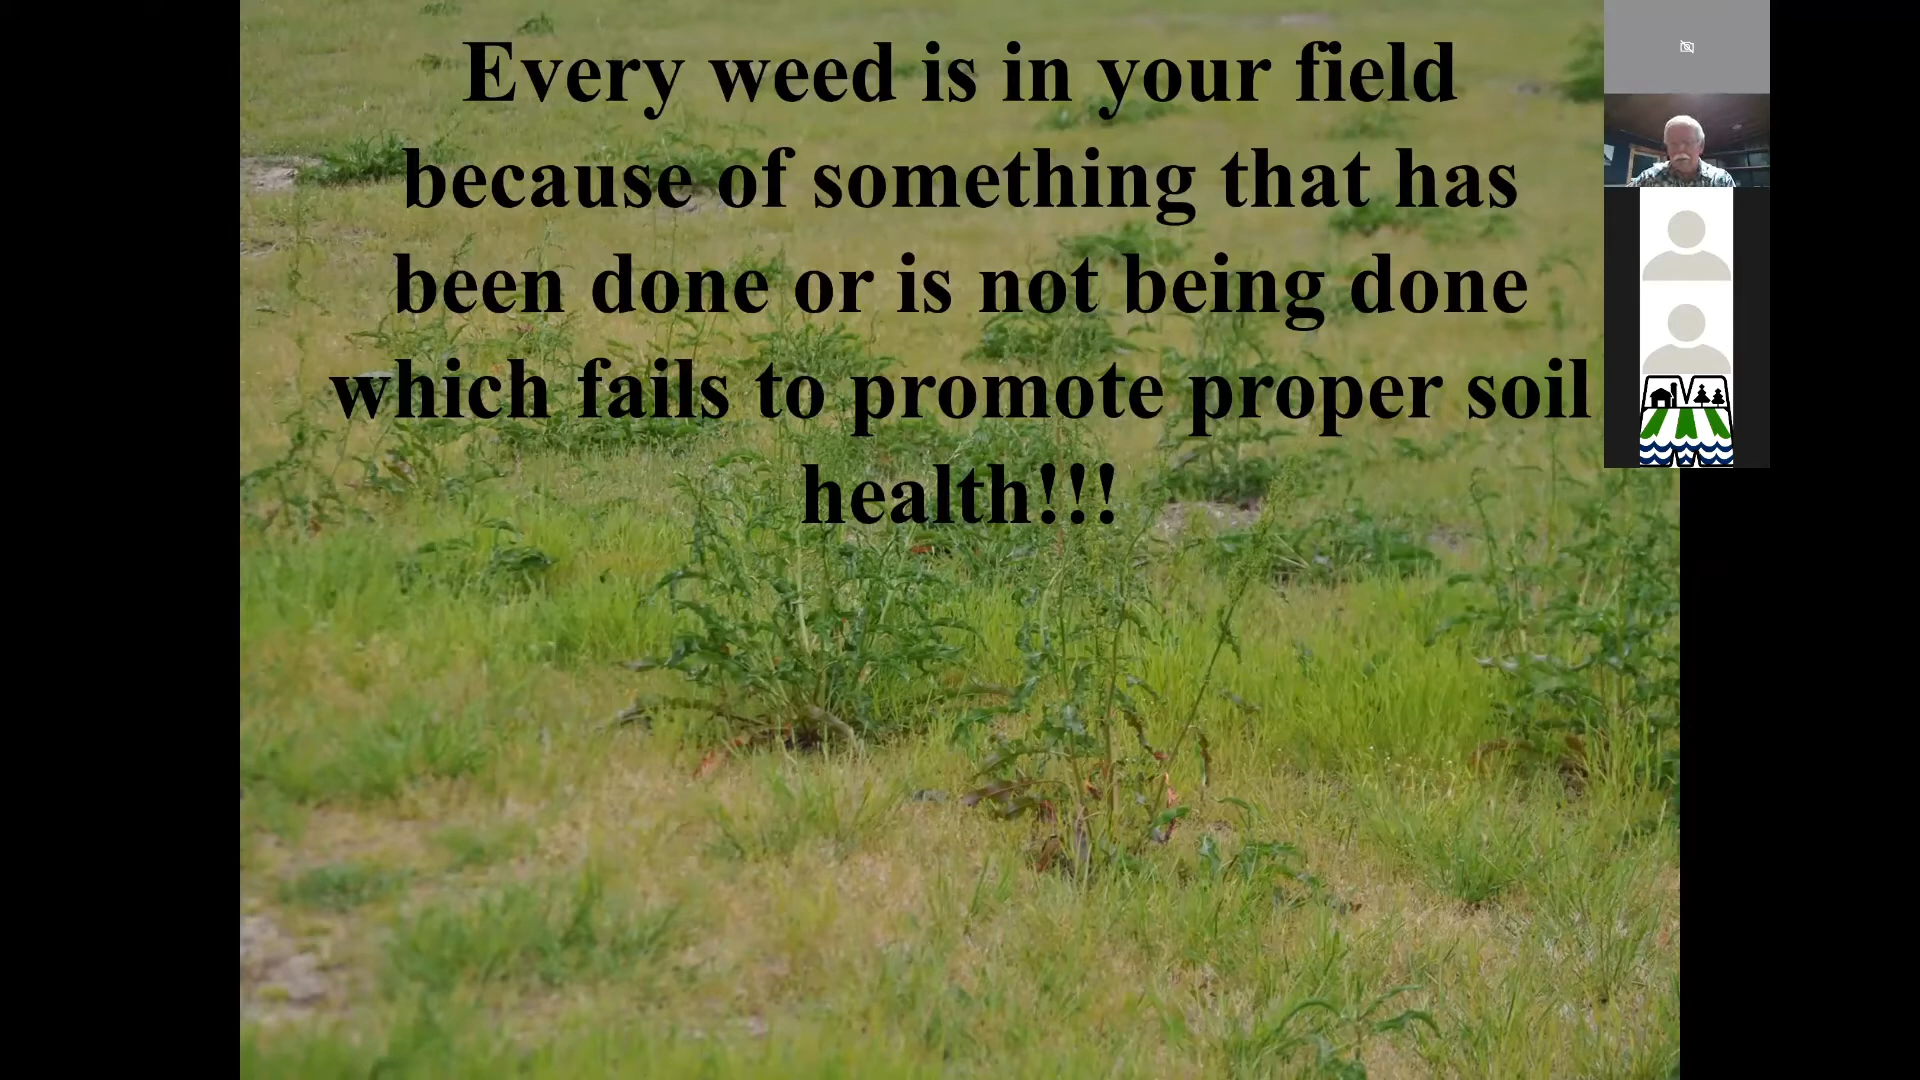 Every weed is in your field
because of something that has
been done or is not being done
which fails to promote proper soil
health!!!